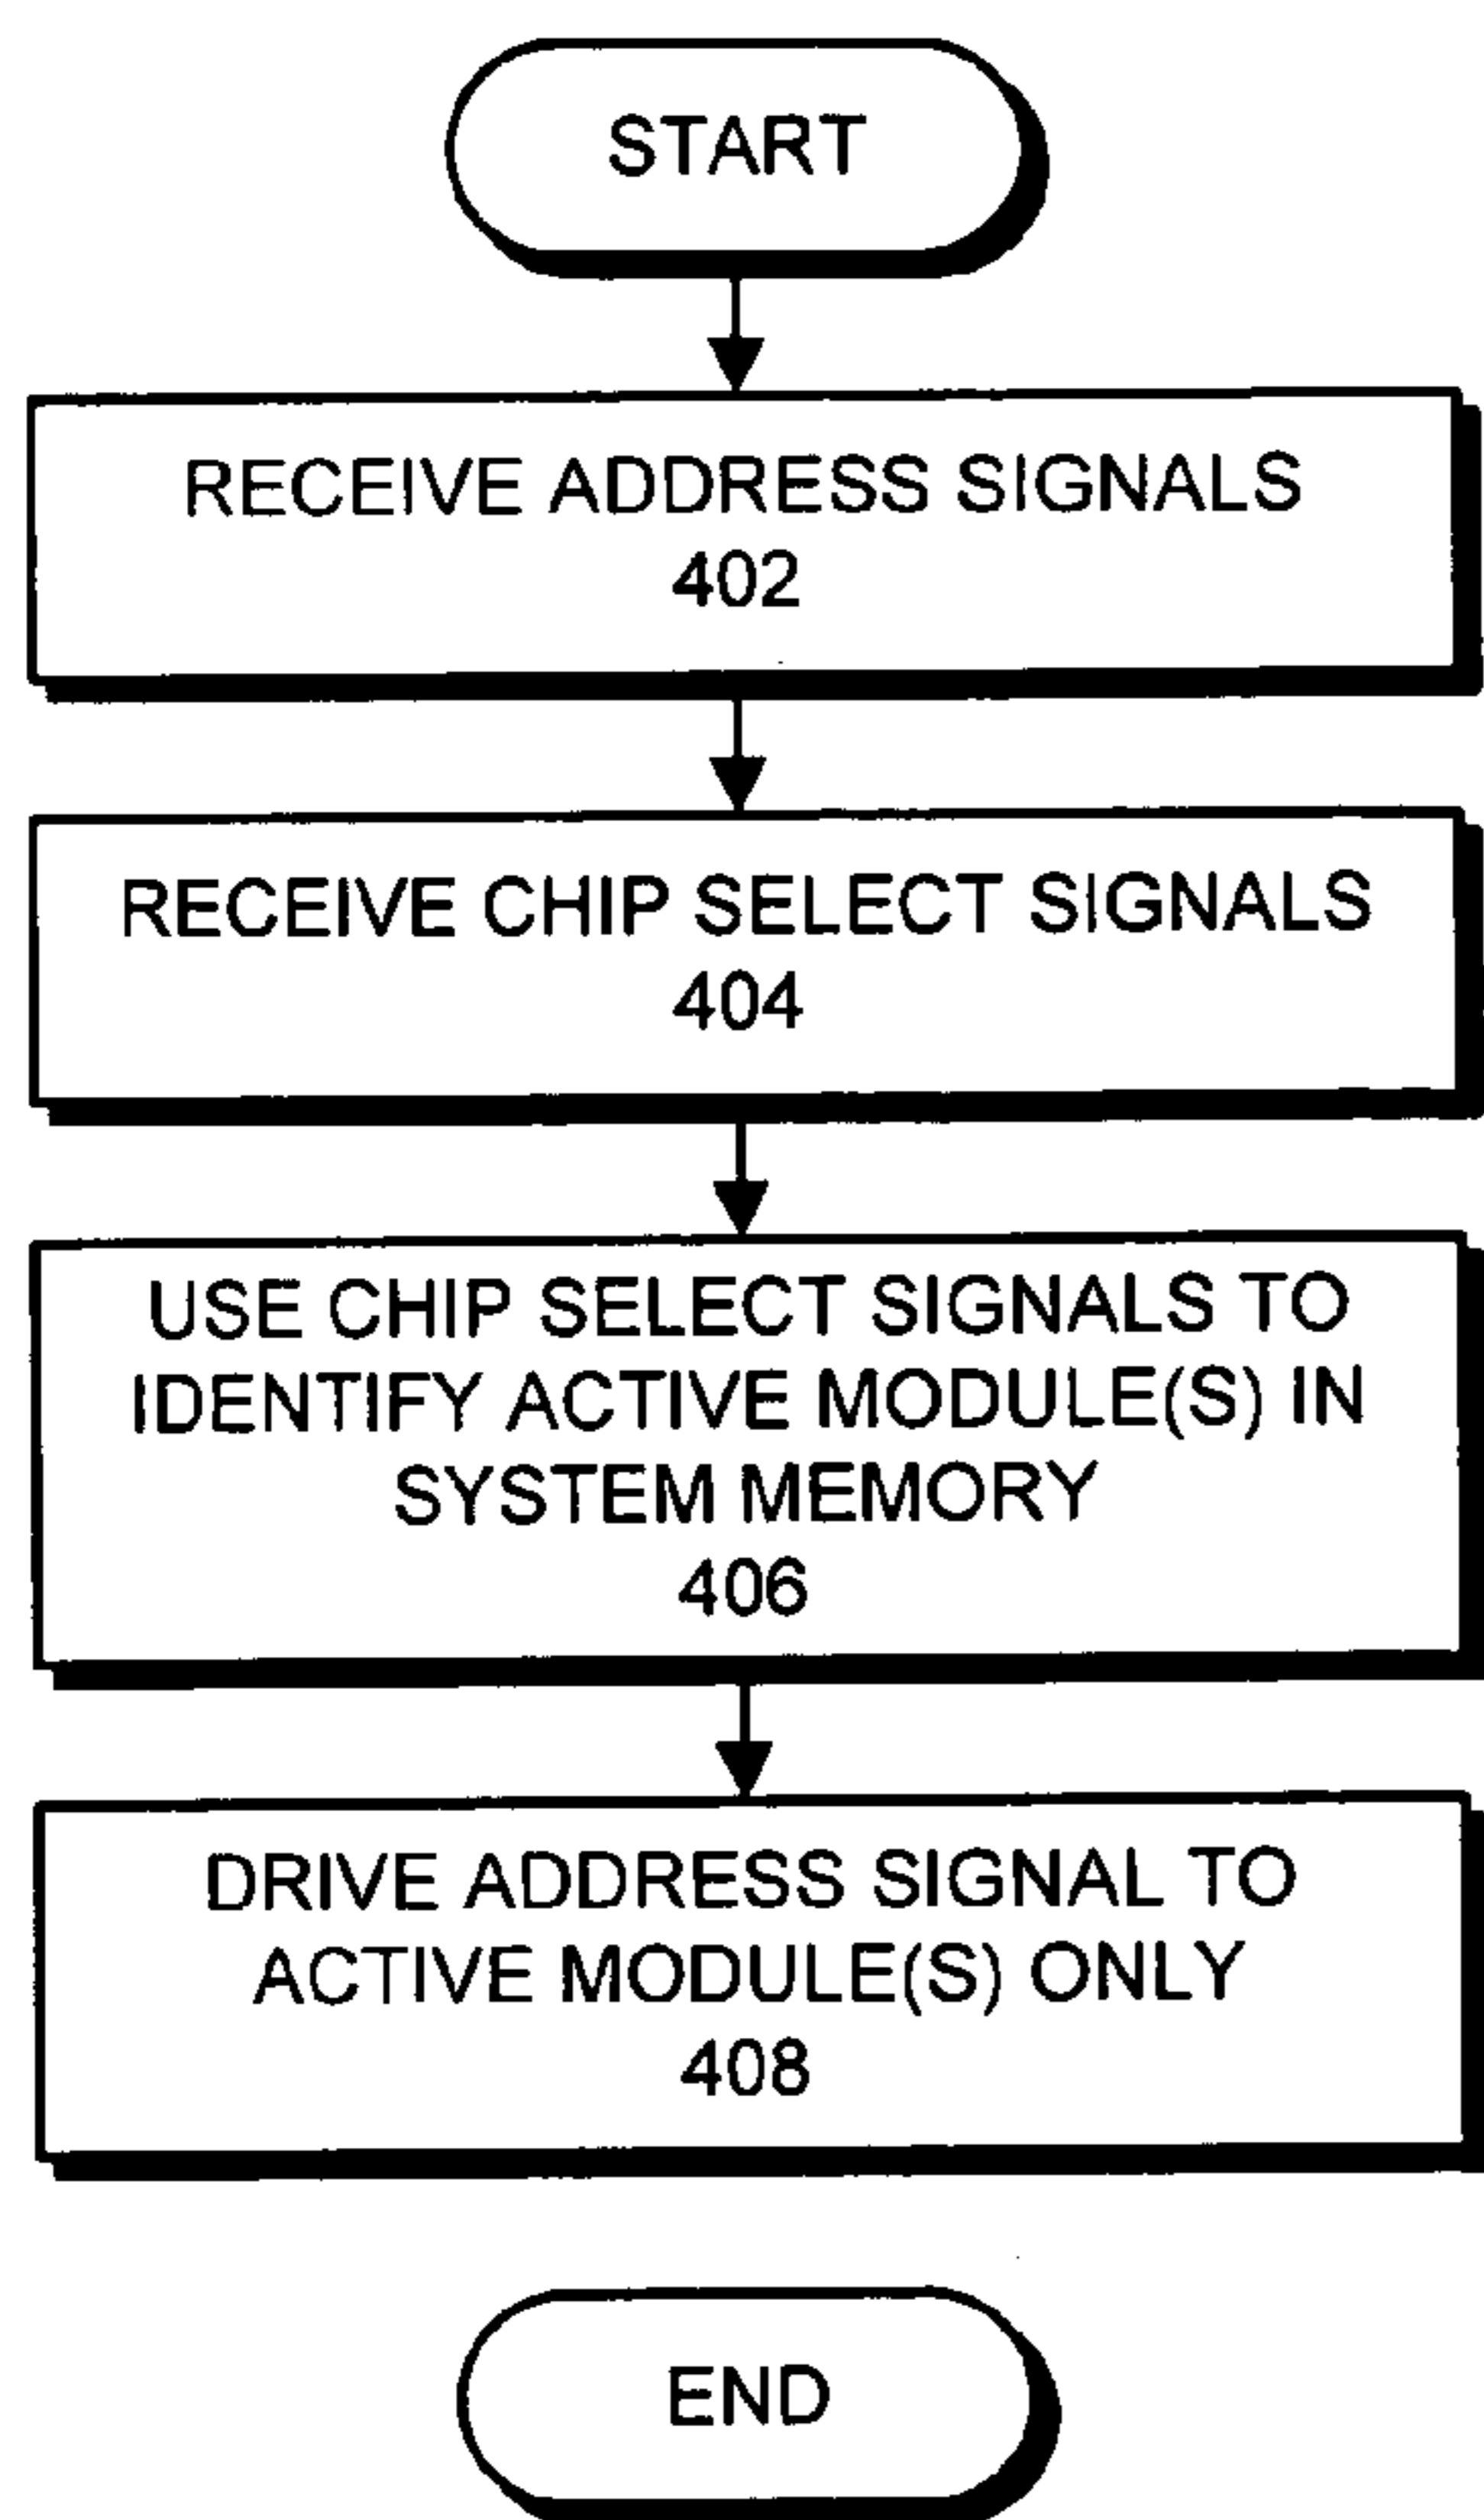 START
RECEIVE ADDRESS SIGNALS
402
RECEIVE CHIP SELECT SIGNALS
404
USE CHIP SELECT SIGNALS TO
IDENTIFY ACTIVE MODULE(S) IN
SYSTEM MEMORY
406
DRIVE ADDRESS SIGNAL TO
ACTIVE MODULE(S) ONLY
408
END